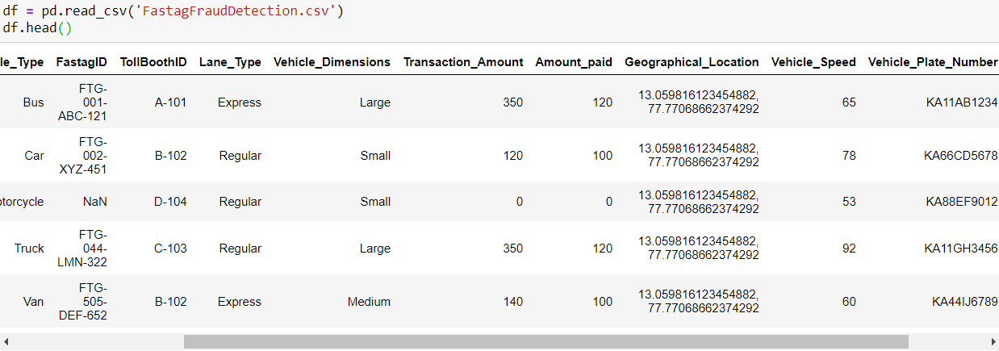 df = pd.read_csv('FastagFraudDetection.csv')
df.head()
le_Type FastagID TollBoothID Lane_Type Vehicle_Dimensions Transaction_Amount Amount_paid Geographical_Location Vehicle_Speed Vehicle_Plate_Number
Bus FTG-001-ABC-121 A-101 Express Large 350 120 13.059816123454882, 77.77068662374292 65 KA11AB1234
Car FTG-002-XYZ-451 B-102 Regular Small 120 100 13.059816123454882, 77.77068662374292 78 KA66CD5678
otorcycle NaN D-104 Regular Small 0 0 13.059816123454882, 77.77068662374292 53 KA88EF9012
Truck FTG-044-LMN-322 C-103 Regular Large 350 120 13.059816123454882, 77.77068662374292 92 KA11GH3456
Van FTG-505-DEF-652 B-102 Express Medium 140 100 13.059816123454882, 77.77068662374292 60 KA44IJ6789